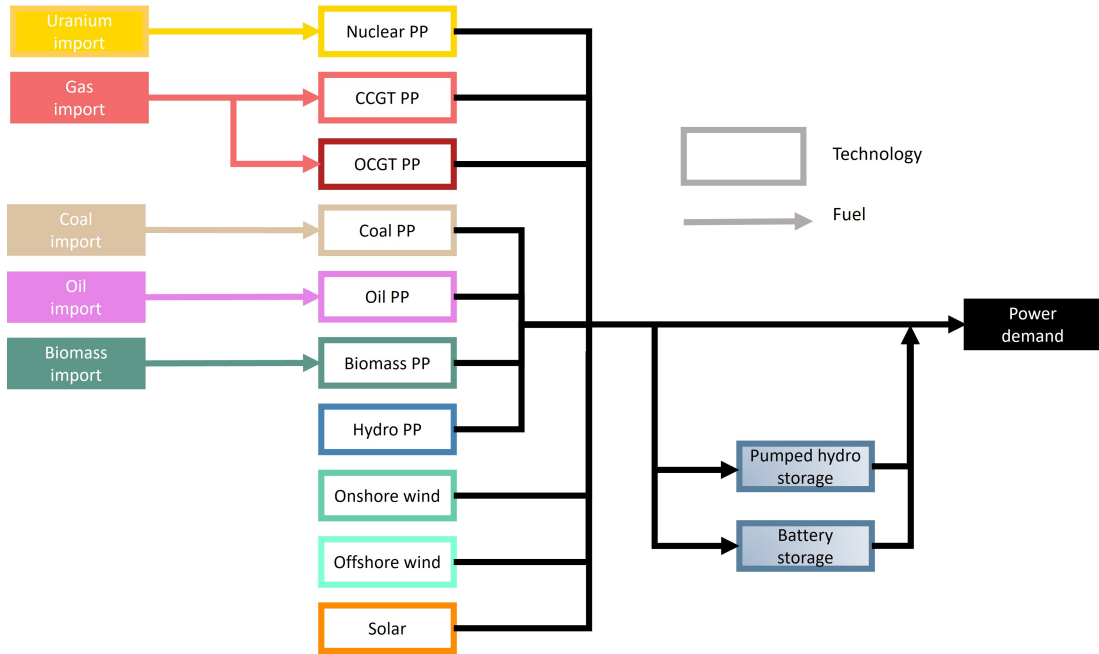 Uranium
import
Nuclear PP
Gas
import
CCGT PP
OCGT PP
Coal
import
Coal PP
Oil
import
Oil PP
Biomass
import
Biomass PP
Hydro PP
Onshore wind
Offshore wind
Solar
Technology
Fuel
Power
demand
Pumped hydro
storage
Battery
storage